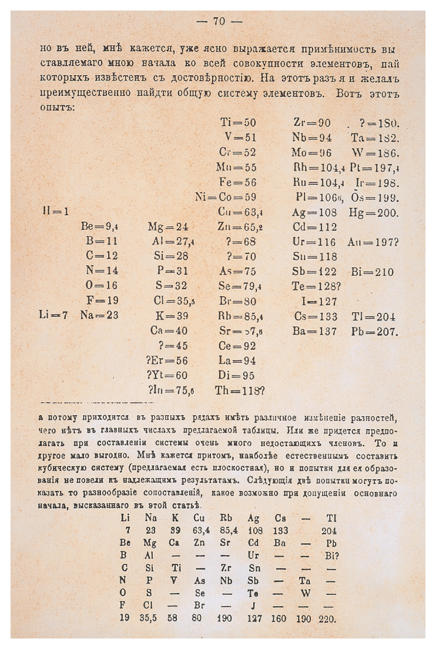 — 70 —
но въ ней, мнѣ кажется, уже ясно выражается примѣнимость вы
ставляемаго мною начала ко всей совокупности элементовъ, пай
которыхъ извѣстенъ съ достовѣрностію. На этотъ разъ я и желалъ
преимущественно найдти общую систему элементовъ. Вотъ этотъ
опытъ:
Ti=50 Zr=90 ?=180.
V=51 Nb=94 Ta=182.
Cr=52 Mo=96 W=186.
Mn=55 Rh=104,4 Pt=197,4
Fe=56 Ru=104,4 Ir=198.
Ni=Co=59 Pl=106₆, Os=199.
H=1 Cu=63,4 Ag=108 Hg=200.
Be=9,4 Mg=24 Zn=65,2 Cd=112
B=11 Al=27,4 ?=68 Ur=116 Au=197?
C=12 Si=28 ?=70 Su=118
N=14 P=31 As=75 Sb=122 Bi=210
O=16 S=32 Se=79,4 Te=128?
F=19 Cl=35,5 Br=80 I=127
Li=7 Na=23 K=39 Rb=85,4 Cs=133 Tl=204
Ca=40 Sr=57,6 Ba=137 Pb=207.
?=45 Ce=92
?Er=56 La=94
?Yt=60 Di=95
?In=75,6 Th=118?
а потому приходится въ разныхъ рядахъ имѣть различное измѣненіе разностей,
чего нѣтъ въ главныхъ числахъ предлагаемой таблицы. Или же придется предпо-
лагать при составленіи системы очень много недостающихъ членовъ. То и
другое мало выгодно. Мнѣ кажется притомъ, наиболѣе естественнымъ составить
кубическую систему (предлагаемая есть плоскостная), но и попытки для ея образо-
ванія не повели къ надлежащимъ результатамъ. Слѣдующія двѣ попытки могутъ по-
казать то разнообразіе сопоставленій, какое возможно при допущеніи основнаго
начала, высказаннаго въ этой статьѣ.
Li Na K Cu Rb Ag Cs — Tl
7 23 39 63,4 85,4 108 133 204
Be Mg Ca Zn Sr Cd Ba — Pb
B Al — — — Ur — — Bi?
C Si Ti — Zr Sn — —
N P V As Nb Sb — Ta —
O S — Se — Te — W —
F Cl — Br — J — — —
19 35,5 58 80 190 127 160 190 220.